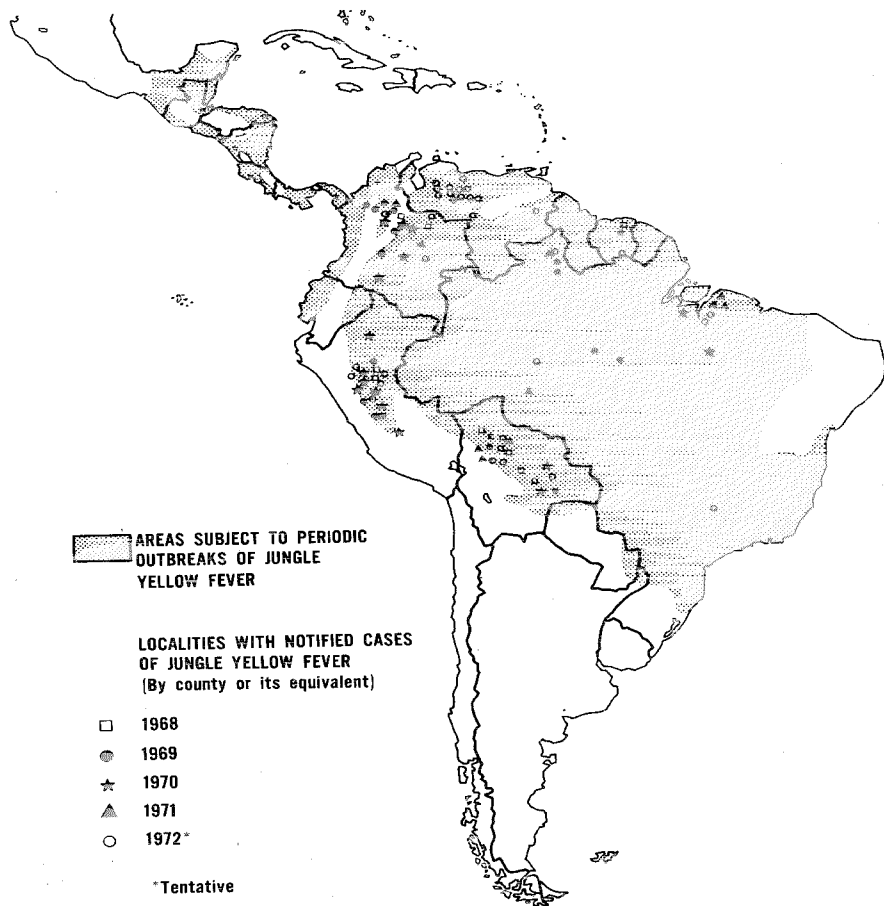 AREAS SUBJECT TO PERIODIC
OUTBREAKS OF JUNGLE
YELLOW FEVER
LOCALITIES WITH NOTIFIED CASES
OF JUNGLE YELLOW FEVER
(By county or its equivalent)
1968
1969
1970
1971
1972*
*Tentative